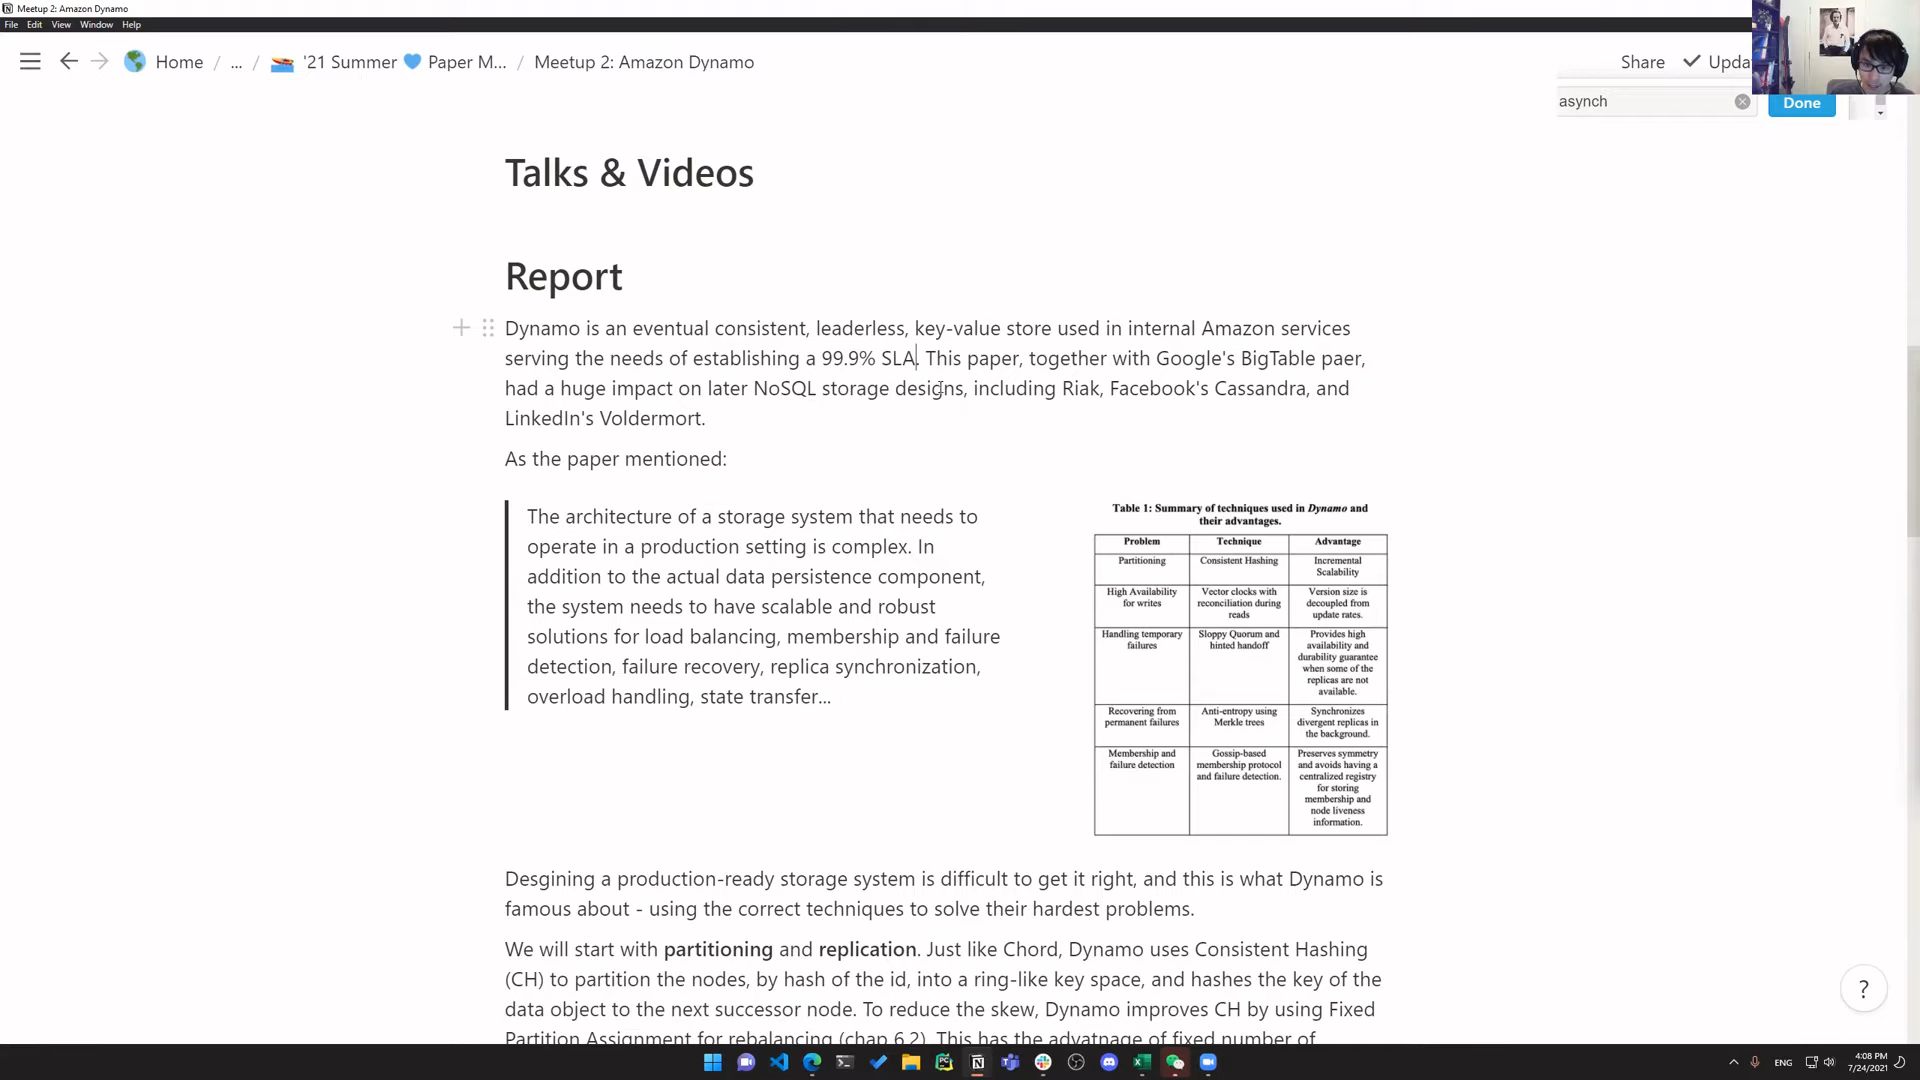 Meetup 2: Amazon Dynamo
File Edit View Window Help
Home / ... / '21 Summer 💙 Paper M... / Meetup 2: Amazon Dynamo
Share ✓ Upda
asynch
Done
Talks & Videos
Report
Dynamo is an eventual consistent, leaderless, key-value store used in internal Amazon services
serving the needs of establishing a 99.9% SLA. This paper, together with Google's BigTable paer,
had a huge impact on later NoSQL storage designs, including Riak, Facebook's Cassandra, and
LinkedIn's Voldermort.
As the paper mentioned:
The architecture of a storage system that needs to
operate in a production setting is complex. In
addition to the actual data persistence component,
the system needs to have scalable and robust
solutions for load balancing, membership and failure
detection, failure recovery, replica synchronization,
overload handling, state transfer...
Table 1: Summary of techniques used in Dynamo and
their advantages.
Problem Technique Advantage
Partitioning Consistent Hashing Incremental
Scalability
High Availability Vector clocks with Version size is
for writes reconciliation during decoupled from
reads update rates.
Handling temporary Sloppy Quorum and Provides high
failures hinted handoff availability and
durability guarantee
when some of the
replicas are not
available.
Recovering from Anti-entropy using Synchronizes
permanent failures Merkle trees divergent replicas in
the background.
Membership and Gossip-based Preserves symmetry
failure detection membership protocol and avoids having a
and failure detection. centralized registry
for storing
membership and
node liveness
information.
Desgining a production-ready storage system is difficult to get it right, and this is what Dynamo is
famous about - using the correct techniques to solve their hardest problems.
We will start with partitioning and replication. Just like Chord, Dynamo uses Consistent Hashing
(CH) to partition the nodes, by hash of the id, into a ring-like key space, and hashes the key of the
data object to the next successor node. To reduce the skew, Dynamo improves CH by using Fixed
Partition Assignment for rebalancing (chap 6.2). This has the advatnage of fixed number of
?
ENG
4:08 PM
7/24/2021